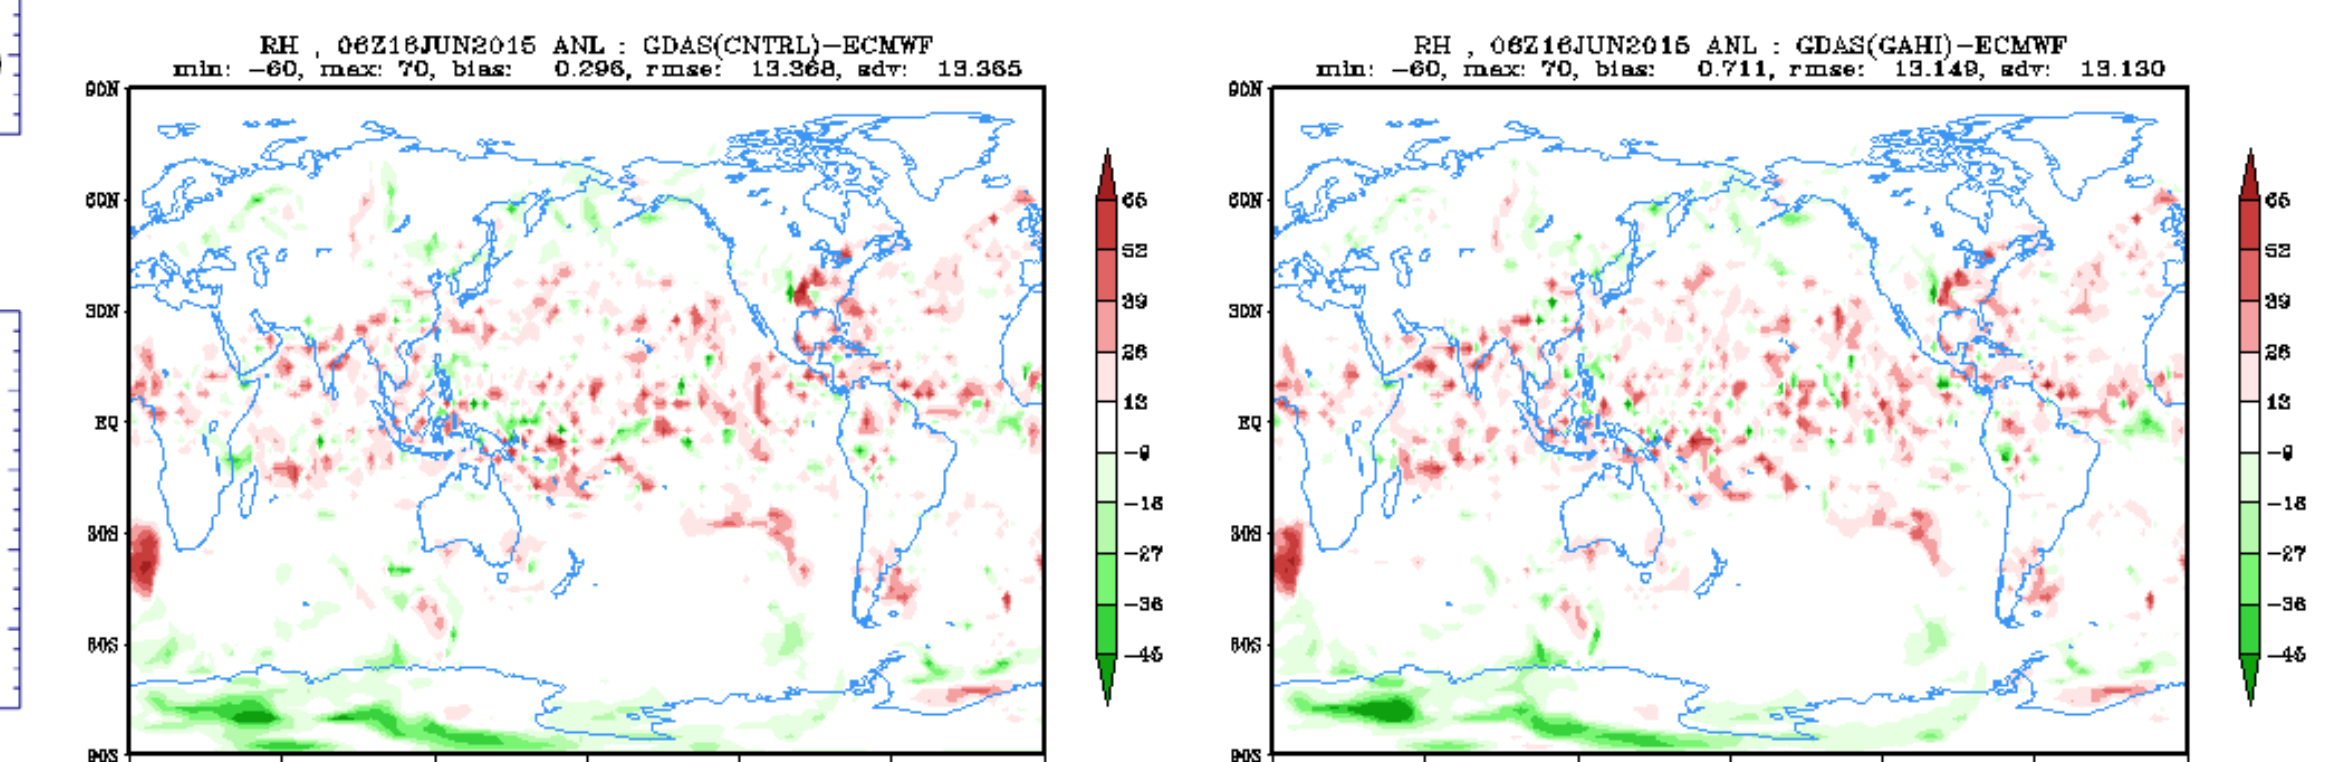 RH , 06Z16JUN2015 ANL : GDAS(CNTRL)-ECMWF
min: -60, max: 70, bias: 0.296, rmse: 13.368, sdv: 13.365
90N
60N
30N
EQ
30S
60S
90S
65
52
39
26
13
-9
-18
-27
-36
-45
RH , 06Z16JUN2015 ANL : GDAS(GAHI)-ECMWF
min: -60, max: 70, bias: 0.711, rmse: 13.149, sdv: 13.130
90N
60N
30N
EQ
30S
60S
90S
65
52
39
26
13
-9
-18
-27
-36
-45